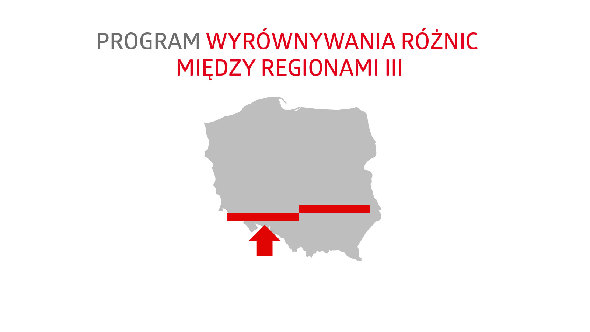 PROGRAM WYRÓWNYWANIA RÓŻNIC
MIĘDZY REGIONAMI III